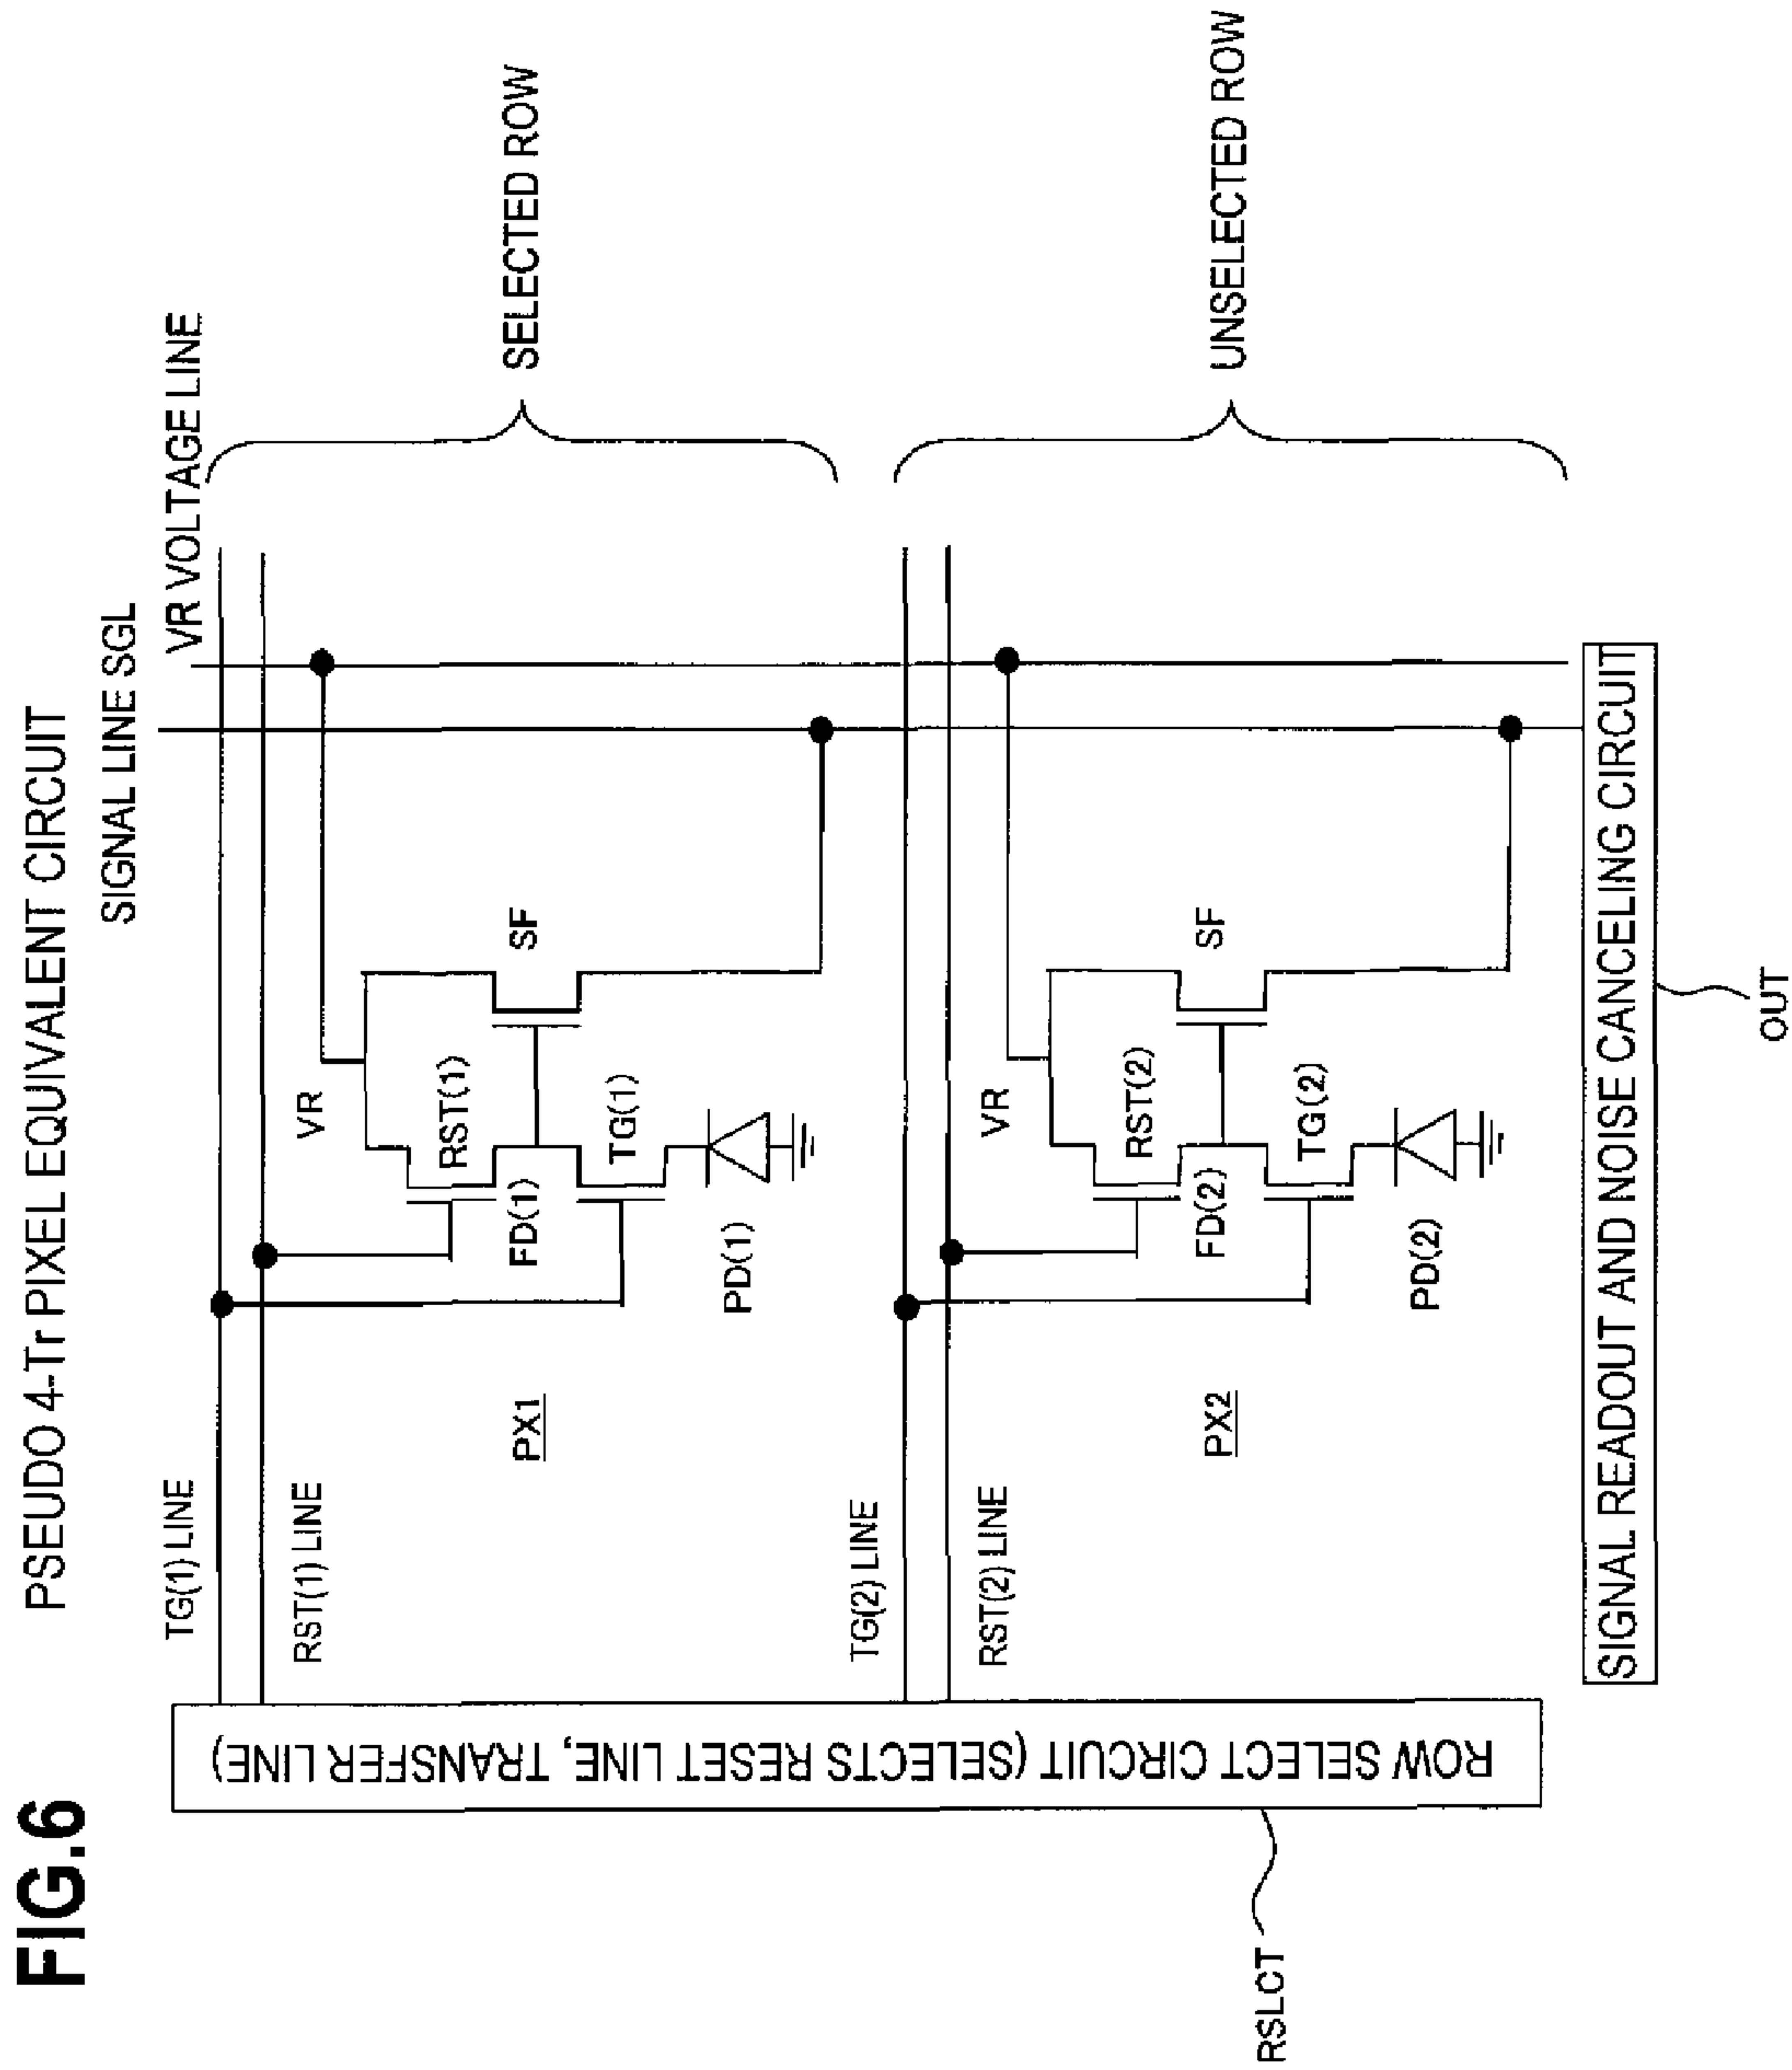 FIG.6
PSEUDO 4-Tr PIXEL EQUIVALENT CIRCUIT
SIGNAL LINE SGL
VR VOLTAGE LINE
TG(1) LINE
RST(1) LINE
VR
RST(1)
SF
FD(1)
TG(1)
PD(1)
PX1
SELECTED ROW
TG(2) LINE
RST(2) LINE
VR
RST(2)
SF
FD(2)
TG(2)
PD(2)
PX2
UNSELECTED ROW
ROW SELECT CIRCUIT (SELECTS RESET LINE, TRANSFER LINE)
RSLCT
SIGNAL READOUT AND NOISE CANCELING CIRCUIT
OUT